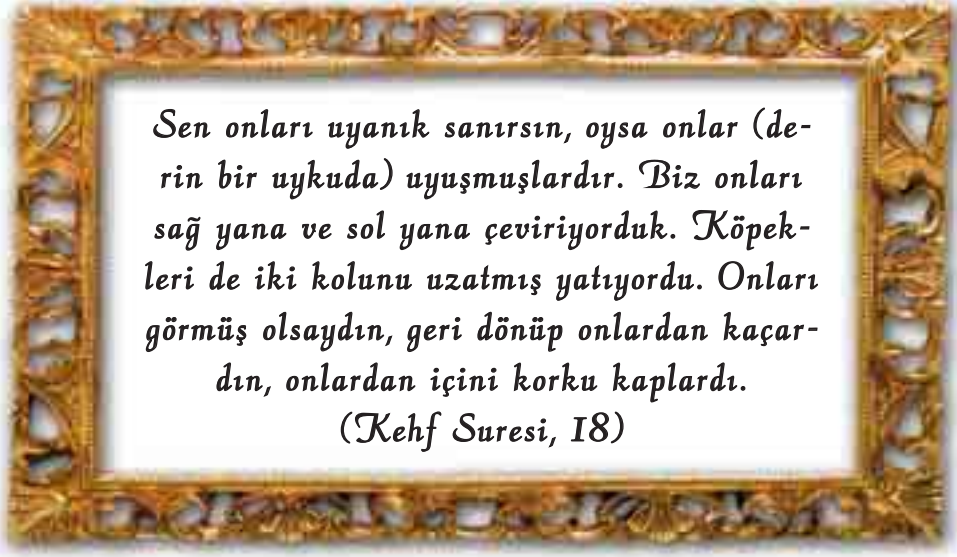 Sen onları uyanık sanırsın, oysa onlar (de-
rin bir uykuda) uyuşmuşlardır. Biz onları
sağ yana ve sol yana çeviriyorduk. Köpek-
leri de iki kolunu uzatmış yatıyordu. Onları
görmüş olsaydın, geri dönüp onlardan kaçar-
dın, onlardan içini korku kaplardı.
(Kehf Suresi, 18)